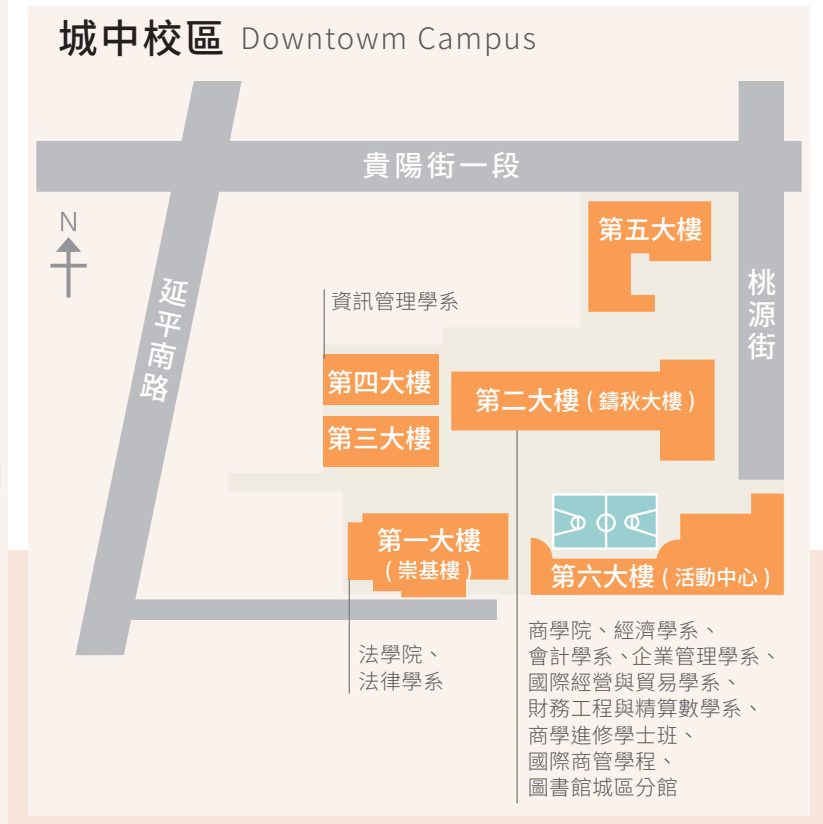 城中校區 Downtowm Campus
貴陽街一段
N
第五大樓
延平南路
桃源街
資訊管理學系
第四大樓
第二大樓 ( 鑄秋大樓 )
第三大樓
第一大樓
( 崇基樓 )
第六大樓 ( 活動中心 )
法學院、
法律學系
商學院、經濟學系、
會計學系、企業管理學系、
國際經營與貿易學系、
財務工程與精算數學系、
商學進修學士班、
國際商管學程、
圖書館城區分館